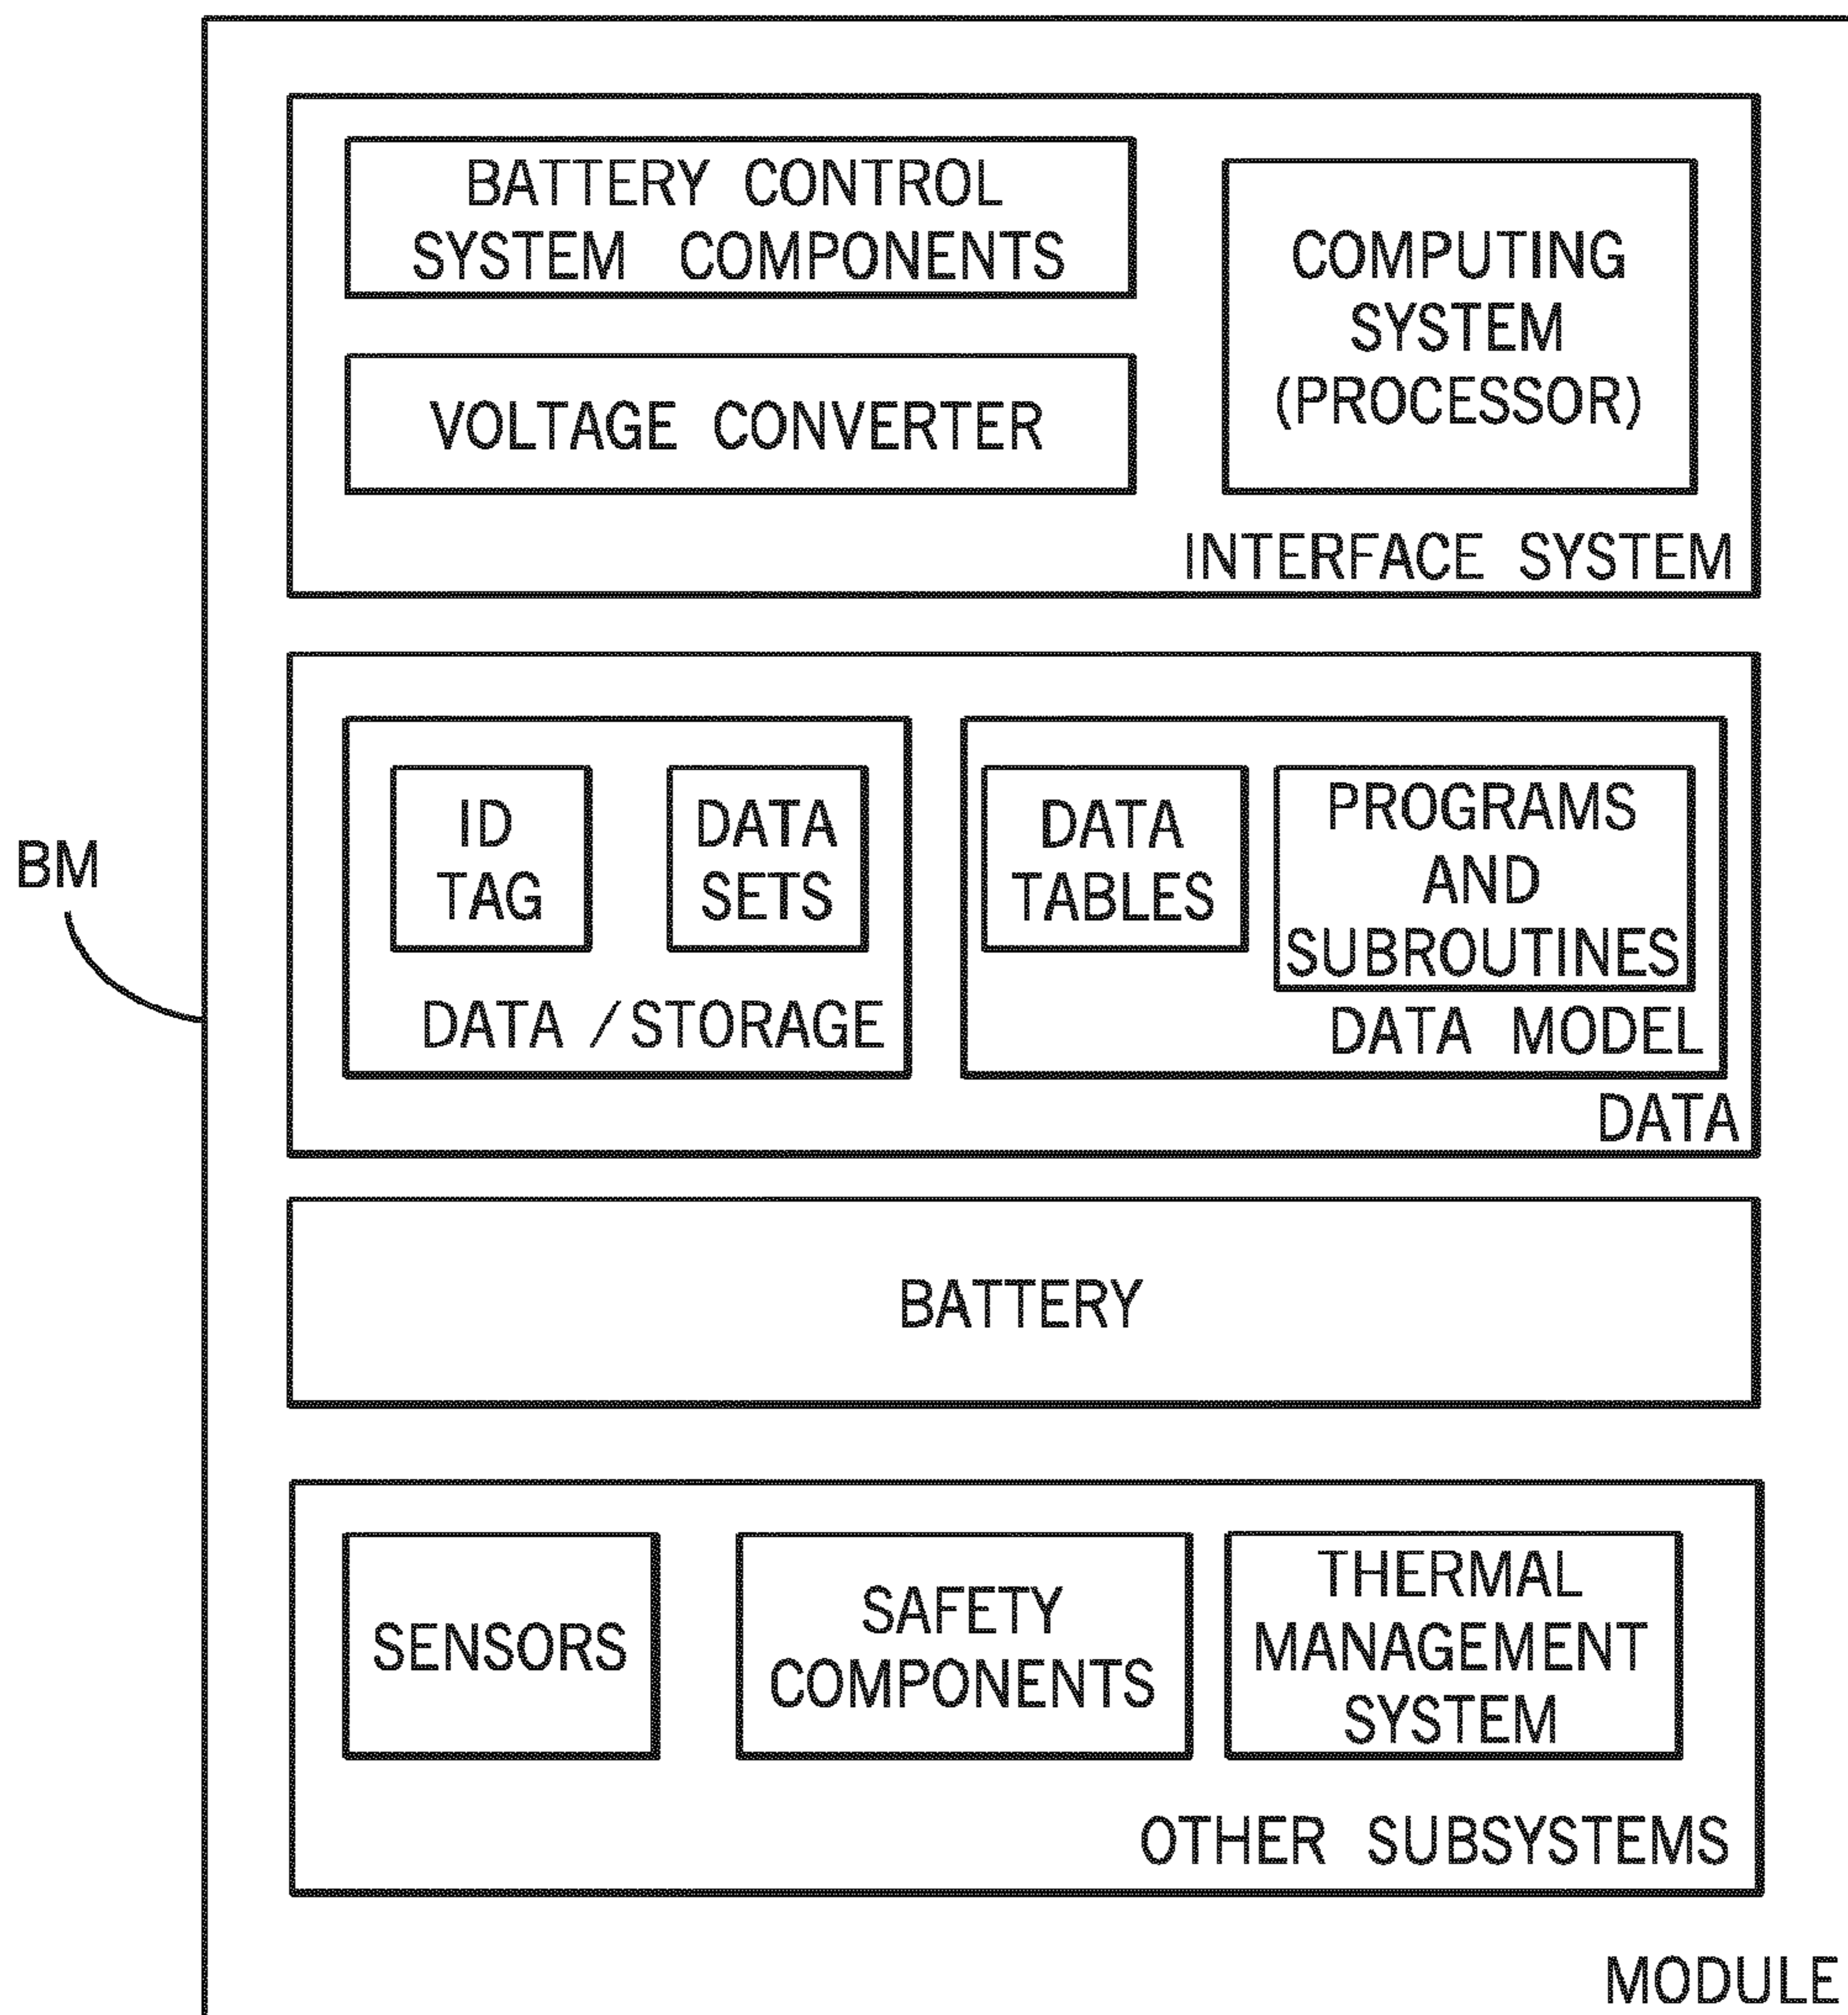 BATTERY CONTROL
SYSTEM COMPONENTS
COMPUTING
SYSTEM
(PROCESSOR)
VOLTAGE CONVERTER
INTERFACE SYSTEM
BM
ID
TAG
DATA
SETS
DATA /STORAGE
DATA
TABLES
PROGRAMS
AND
SUBROUTINES
DATA MODEL
DATA
BATTERY
SENSORS
SAFETY
COMPONENTS
THERMAL
MANAGEMENT
SYSTEM
OTHER SUBSYSTEMS
MODULE